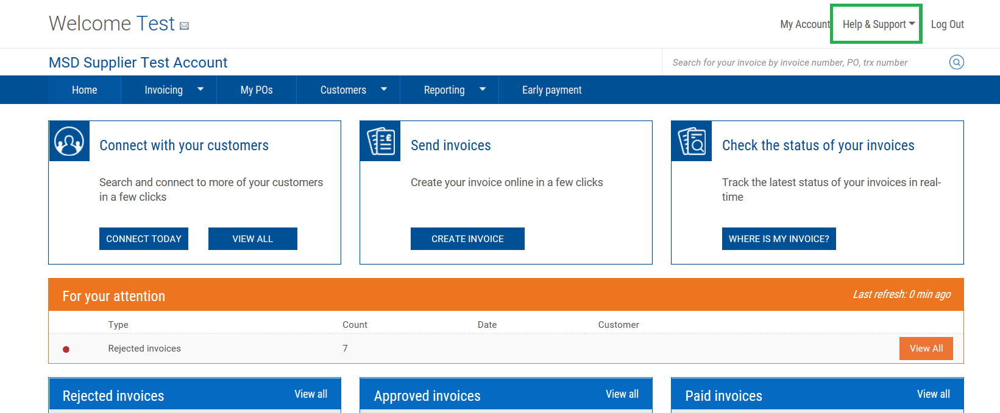 Welcome Test
My Account
Help & Support
Log Out
MSD Supplier Test Account
Search for your invoice by invoice number, PO, trx number
Home
Invoicing
My POs
Customers
Reporting
Early payment
Connect with your customers
Search and connect to more of your customers
in a few clicks
CONNECT TODAY
VIEW ALL
Send invoices
Create your invoice online in a few clicks
CREATE INVOICE
Check the status of your invoices
Track the latest status of your invoices in real-
time
WHERE IS MY INVOICE?
For your attention
Last refresh: 0 min ago
Type
Count
Date
Customer
Rejected invoices
7
View All
Rejected invoices
View all
Approved invoices
View all
Paid invoices
View all